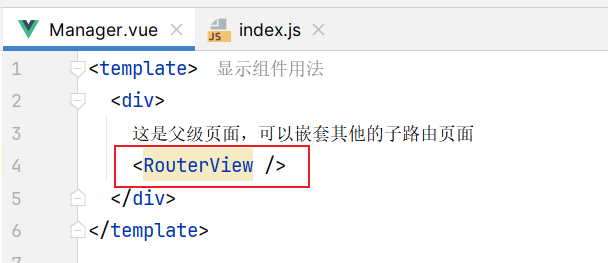 Manager.vue index.js
1 <template> 显示组件用法
2 <div>
3 这是父级页面，可以嵌套其他的子路由页面
4 <RouterView />
5 </div>
6 </template>
7